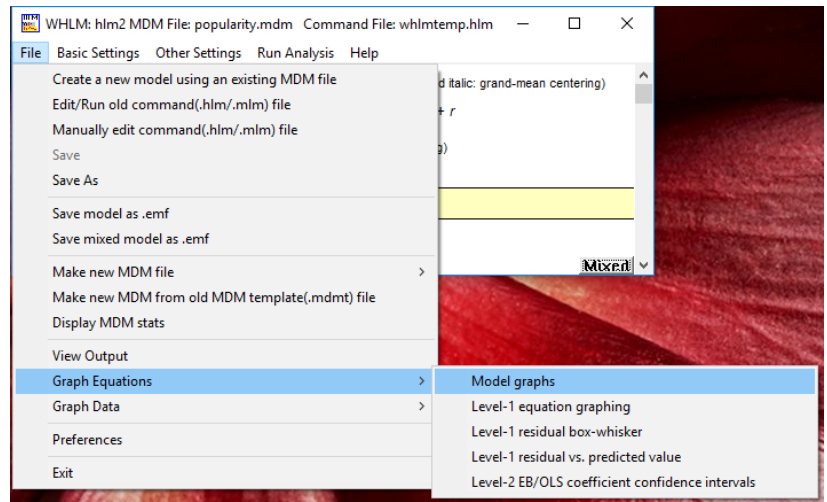 WHLM: hlm2 MDM File: popularity.mdm Command File: whlmtemp.hlm
File Basic Settings Other Settings Run Analysis Help
Create a new model using an existing MDM file
d italic: grand-mean centering)
Edit/Run old command(.hlm/.mlm) file
+ r
Manually edit command(.hlm/.mlm) file
g)
Save
Save As
Save model as .emf
Save mixed model as .emf
Make new MDM file
Mixed
Make new MDM from old MDM template(.mdmt) file
Display MDM stats
View Output
Graph Equations
Model graphs
Graph Data
Level-1 equation graphing
Preferences
Level-1 residual box-whisker
Level-1 residual vs. predicted value
Exit
Level-2 EB/OLS coefficient confidence intervals